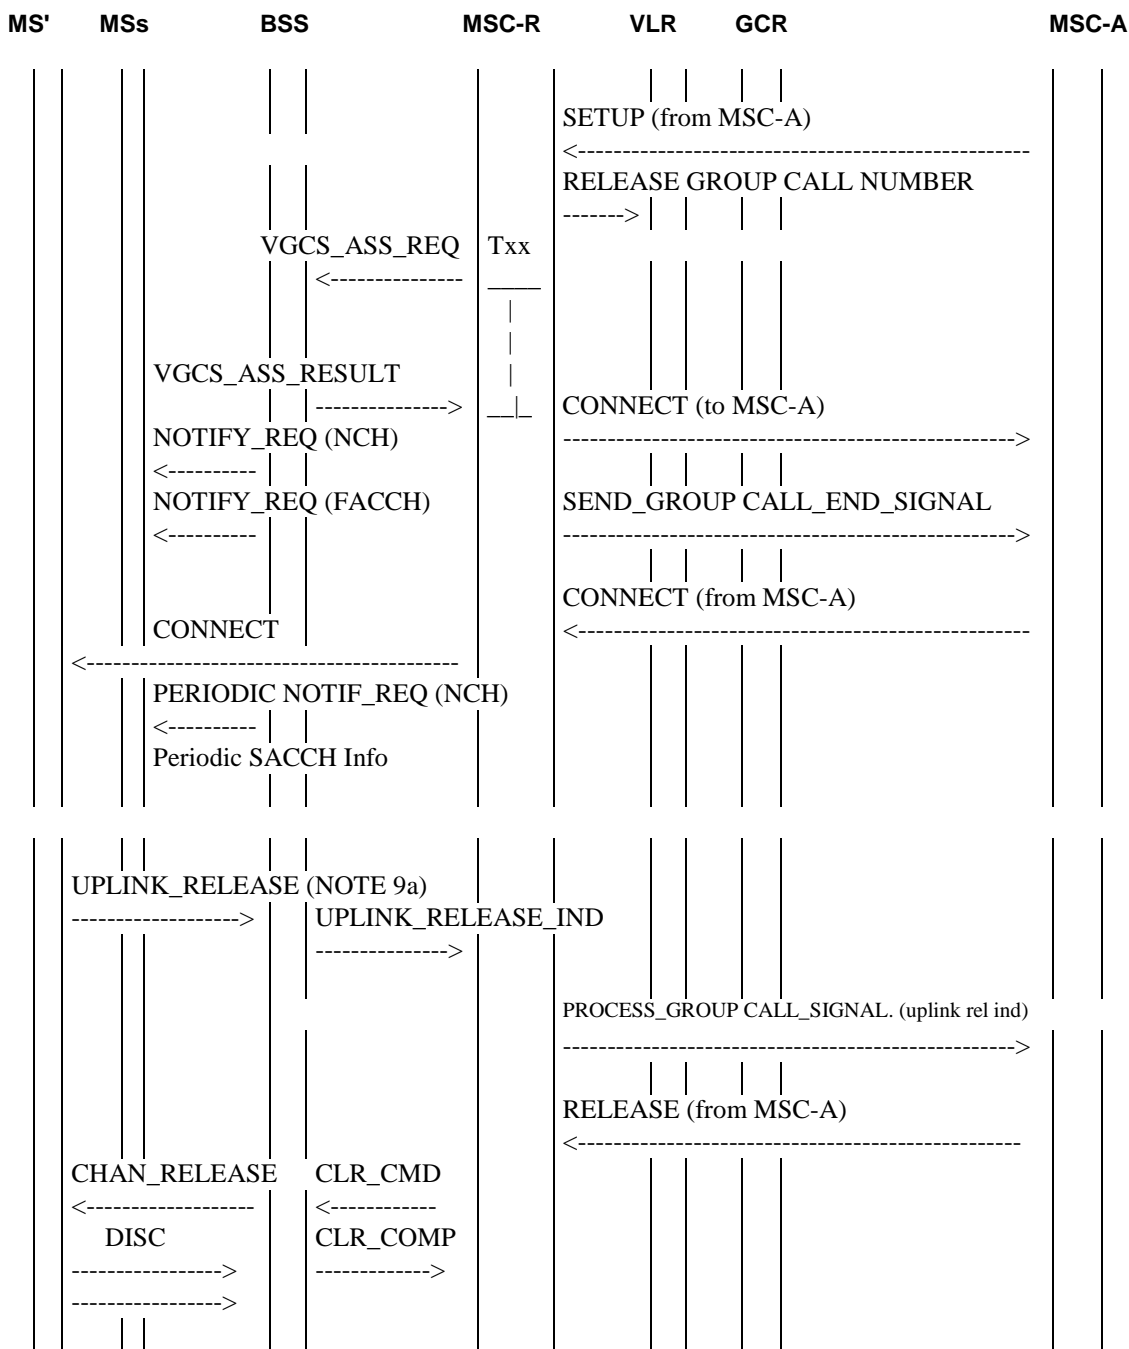 MS' MSs BSS MSC-R VLR GCR MSC-A
SETUP (from MSC-A)
<---------------------------------------------------
RELEASE GROUP CALL NUMBER
------->
VGCS_ASS_REQ Txx
<---------------
VGCS_ASS_RESULT
---------------> CONNECT (to MSC-A)
NOTIFY_REQ (NCH) --------------------------------------------------->
<----------
NOTIFY_REQ (FACCH) SEND_GROUP CALL_END_SIGNAL
<---------- --------------------------------------------------->
CONNECT (from MSC-A)
CONNECT <---------------------------------------------------
<------------------------------------------
PERIODIC NOTIF_REQ (NCH)
<----------
Periodic SACCH Info
UPLINK_RELEASE (NOTE 9a)
-------------------> UPLINK_RELEASE_IND
--------------->
PROCESS_GROUP CALL_SIGNAL. (uplink rel ind)
--------------------------------------------------->
RELEASE (from MSC-A)
<--------------------------------------------------
CHAN_RELEASE CLR_CMD
<------------------- <------------
DISC CLR_COMP
-----------------> ------------->
----------------->